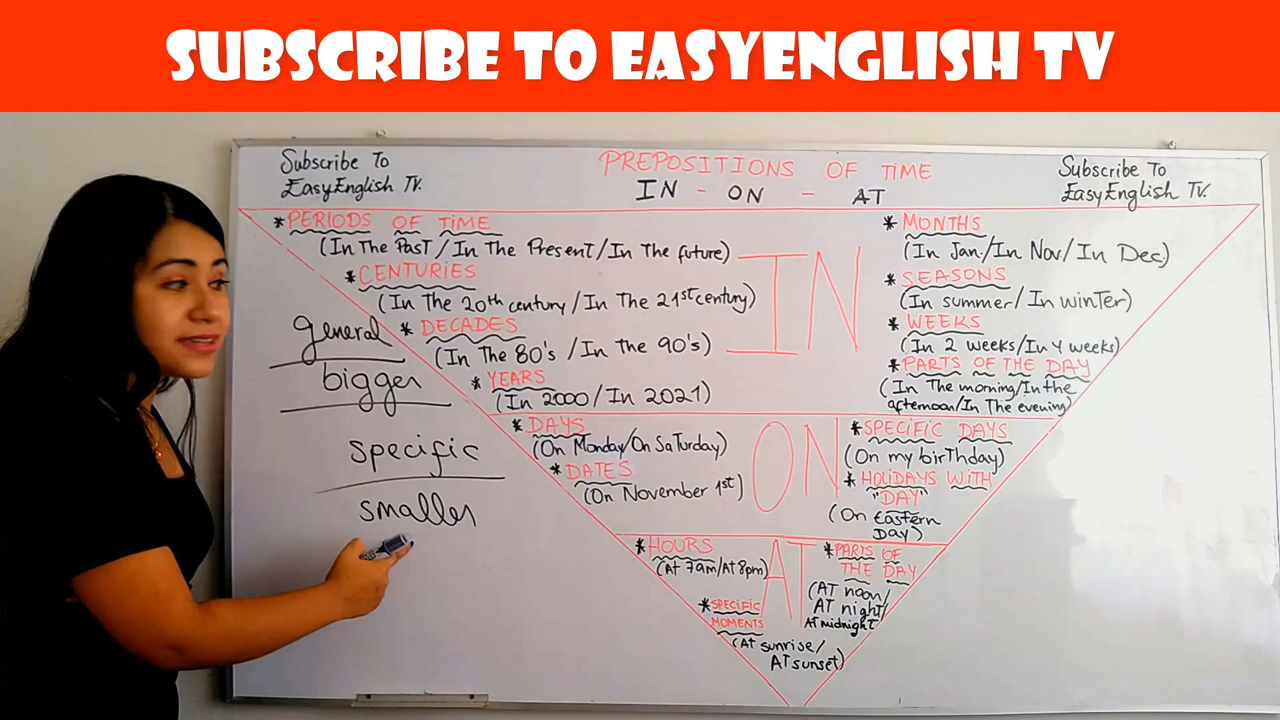 SUBSCRIBE TO EASYENGLISH TV
Subscribe To
EasyEnglish TV.
PREPOSITIONS OF TIME
IN - ON - AT
Subscribe To
EasyEnglish TV.
*PERIODS OF TIME
(In The Past / In The Present / In The future)
*CENTURIES
(In The 20th century / In The 21st century)
*DECADES
(In The 80's / In the 90's)
*YEARS
(In 2000 / In 2021)
IN
*MONTHS
(In Jan./In Nov/In Dec.)
*SEASONS
(In summer/In winTer)
*WEEKS
(In 2 weeks/In 4 weeks)
*PARTS OF THE DAY
(In The morning/In the
afternoon/In The evening)
general
bigger
specific
smaller
*DAYS
(On Monday/On SaTurday)
*DATES
(On November 1st)
ON
*SPECIFIC DAYS
(On my birThday)
*HOLIDAYS WITH
"DAY"
(On Eastern
Day)
*HOURS
(AT 7am/AT 8pm)
*SPECIFIC
MOMENTS
(AT sunrise/
AT sunset)
AT
*PARTS OF
THE DAY
(AT noon/
AT night/
AT midnight)